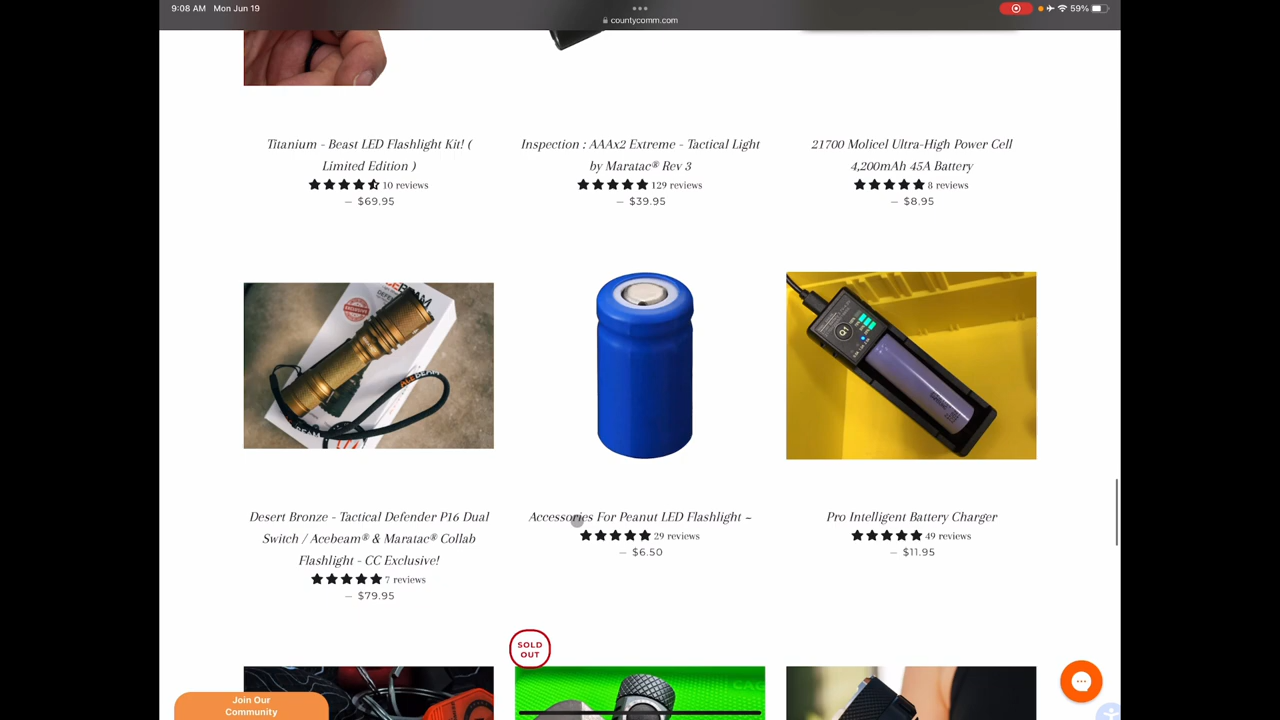 9:08 AM Mon Jun 19
59%
countycomm.com
Titanium - Beast LED Flashlight Kit! (
Limited Edition )
10 reviews
— $69.95
Inspection : AAAx2 Extreme - Tactical Light
by Maratac® Rev 3
129 reviews
— $39.95
21700 Molicel Ultra-High Power Cell
4,200mAh 45A Battery
8 reviews
— $8.95
Desert Bronze - Tactical Defender P16 Dual
Switch / Acebeam® & Maratac® Collab
Flashlight - CC Exclusive!
7 reviews
— $79.95
Accessories For Peanut LED Flashlight ~
29 reviews
— $6.50
Q1
Pro Intelligent Battery Charger
49 reviews
— $11.95
SOLD
OUT
Join Our
Community